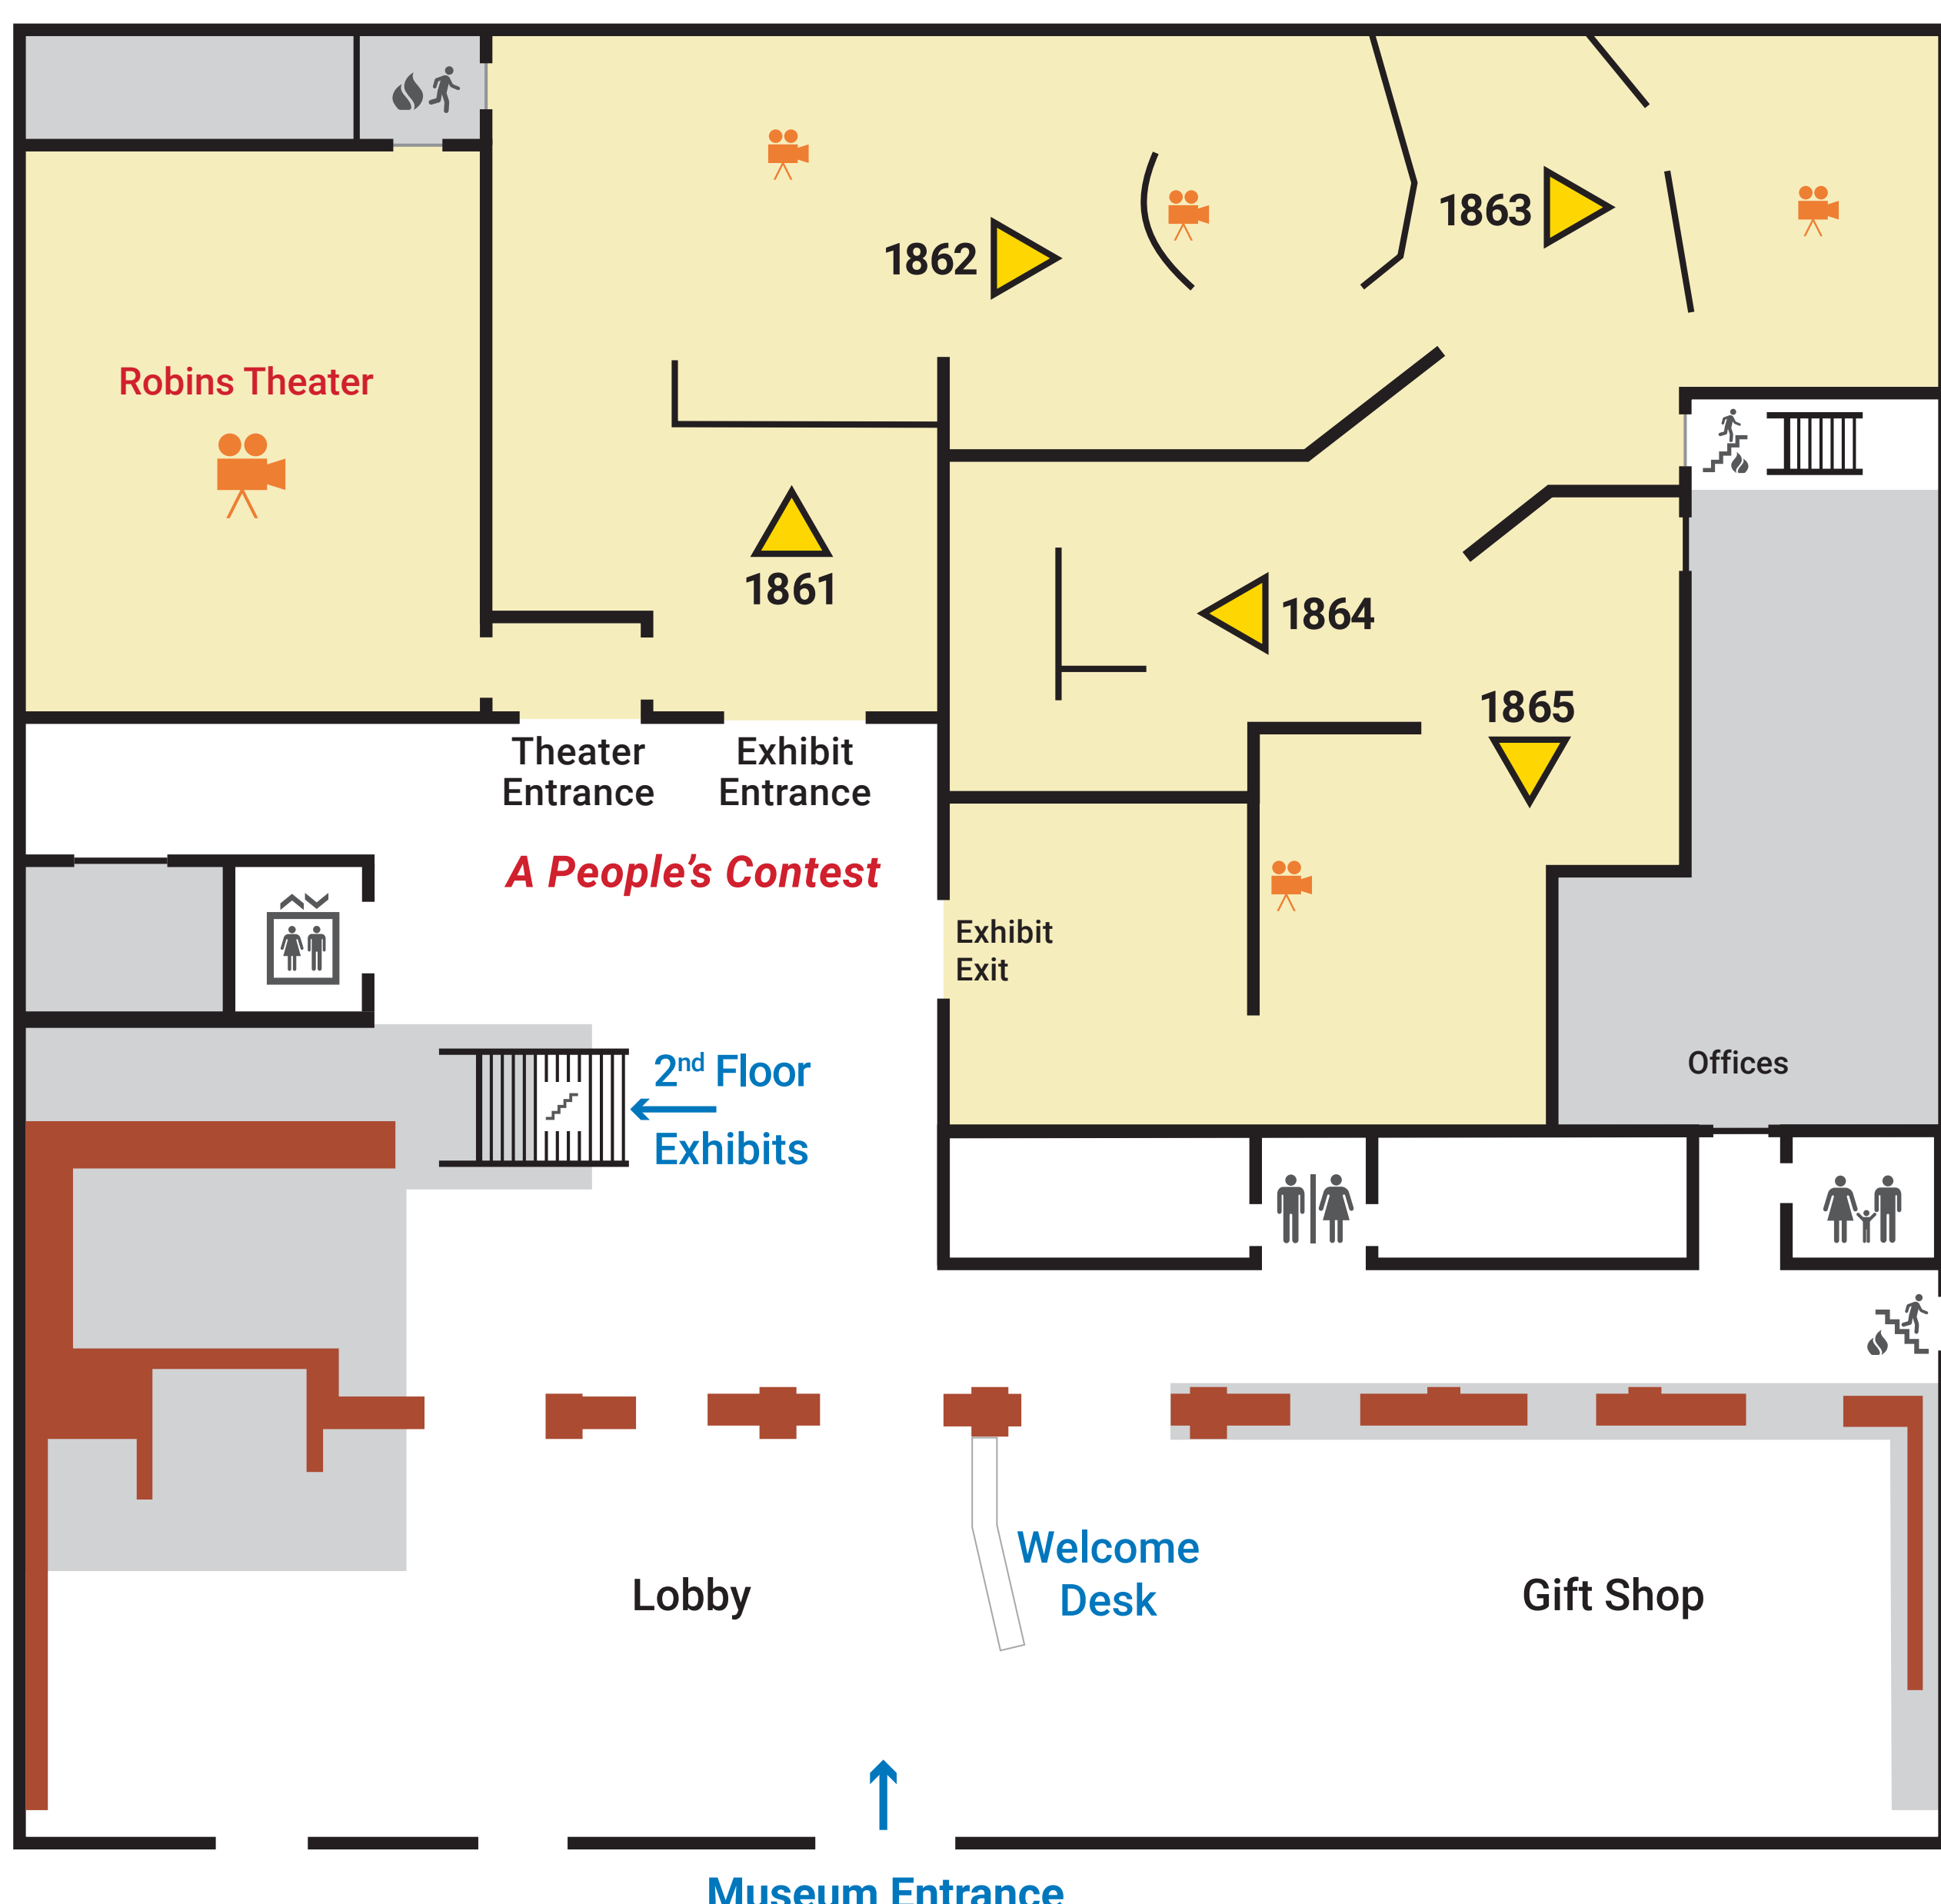 Robins Theater
1862
1863
1861
1864
1865
Theater
Entrance
Exhibit
Entrance
A People’s Contest
Exhibit
Exit
2nd Floor
Exhibits
Offices
Welcome
Desk
Lobby
Gift Shop
Museum Entrance